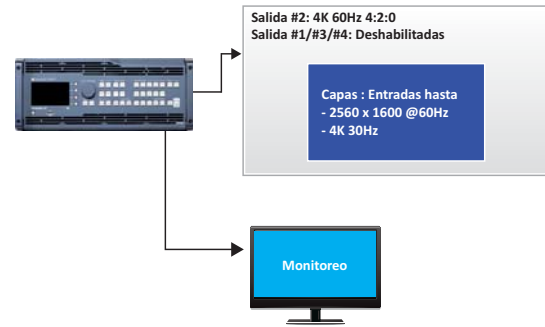 Salida #2: 4K 60Hz 4:2:0
Salida #1/#3/#4: Deshabilitadas
Capas : Entradas hasta
- 2560 x 1600 @60Hz
- 4K 30Hz
Monitoreo